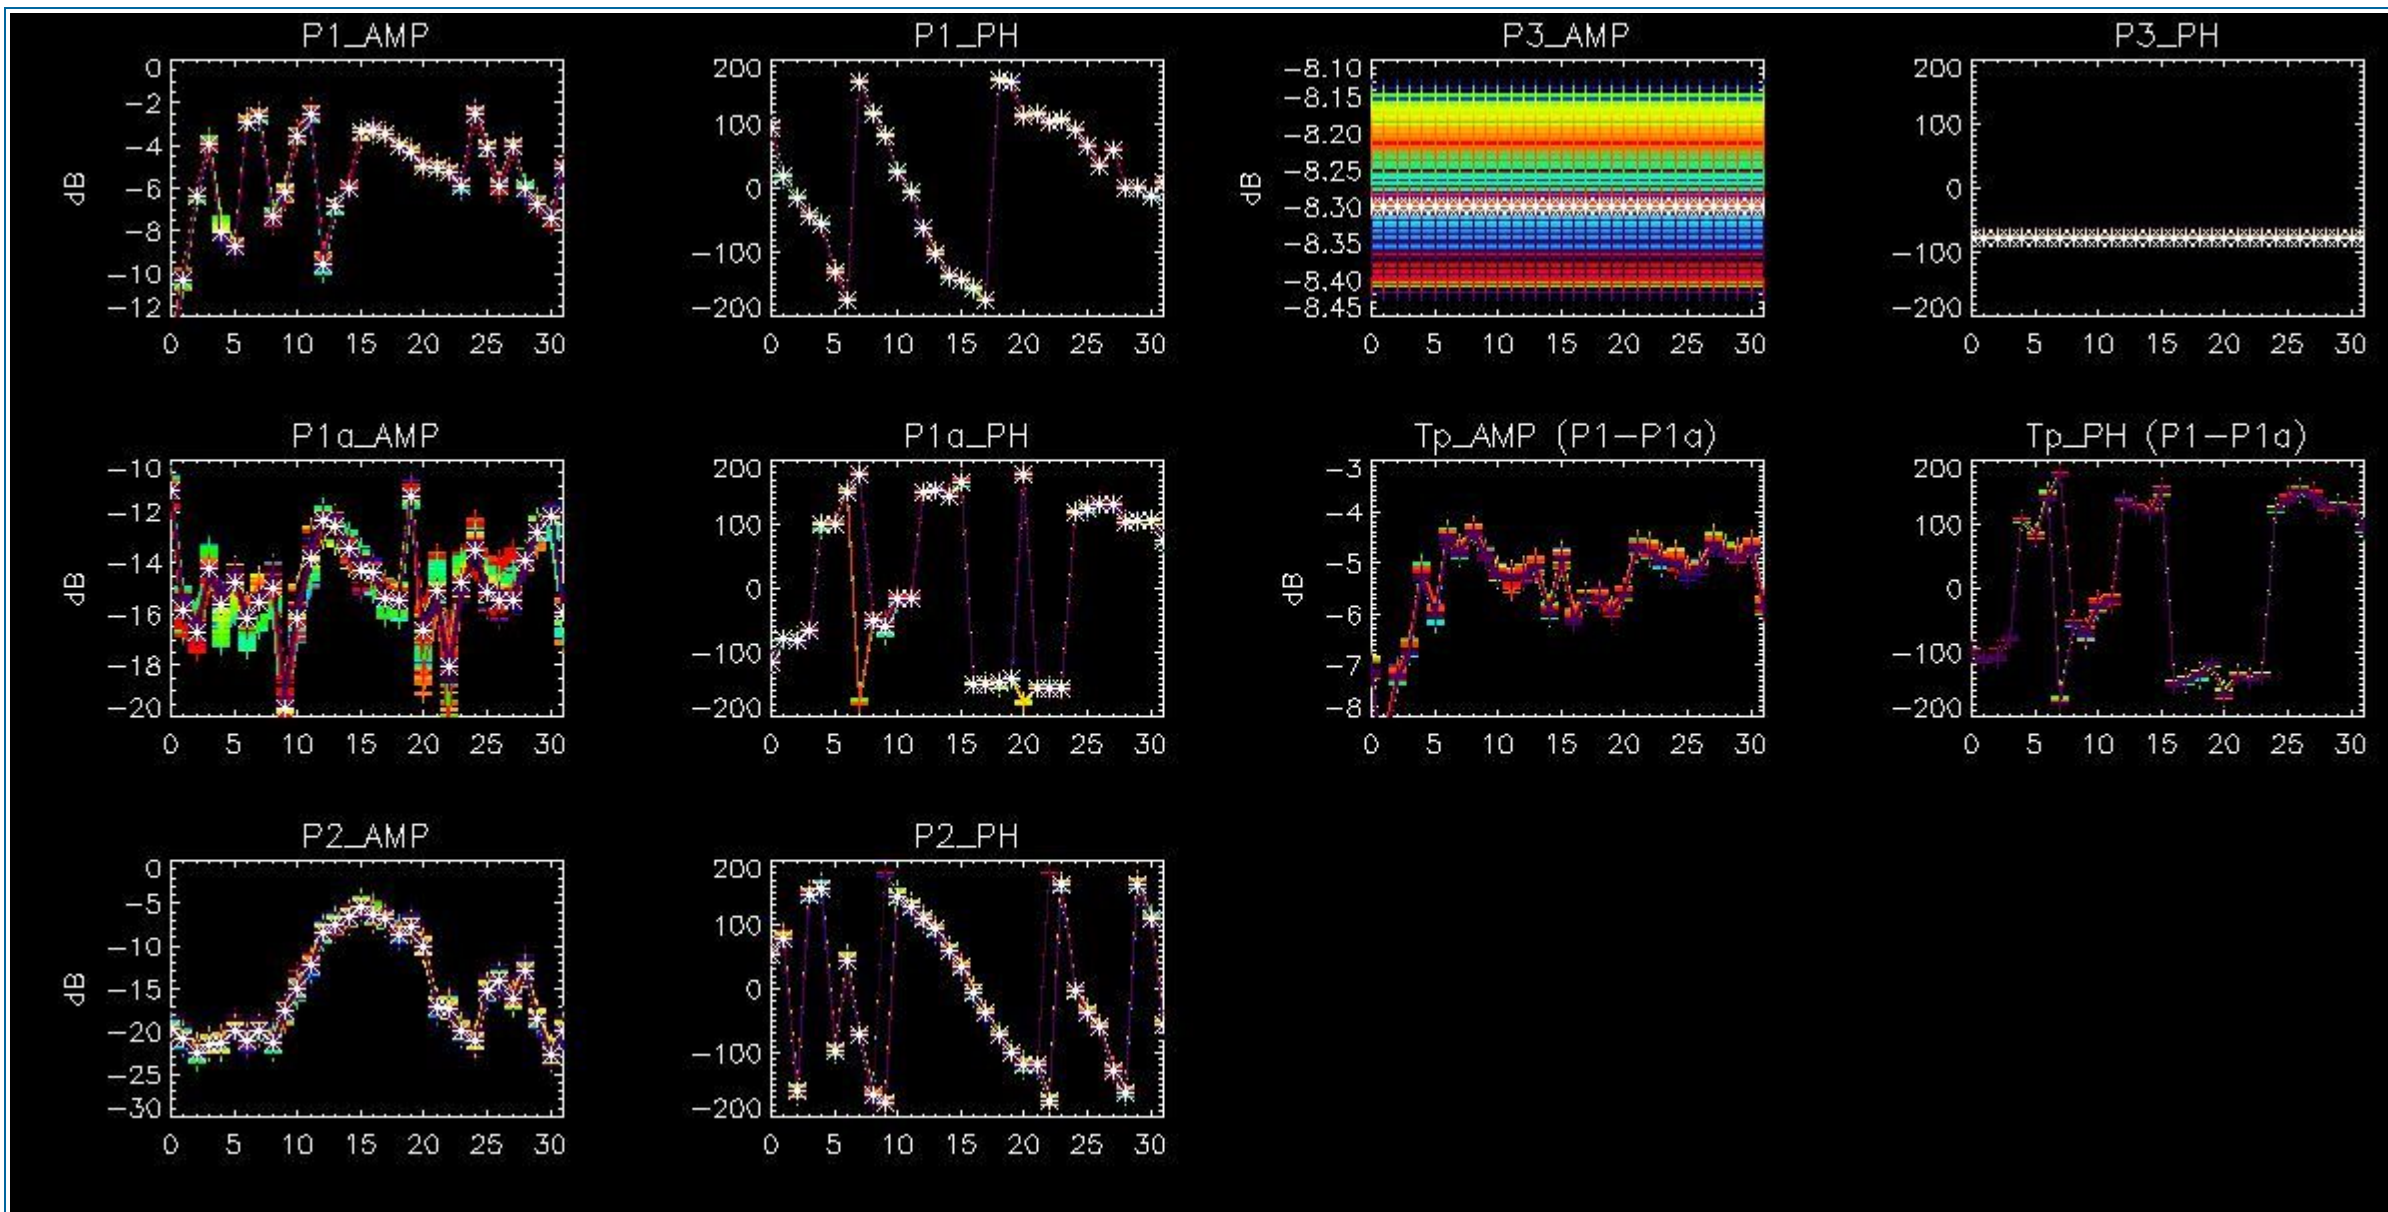 P1_AMP P1_PH P3_AMP P3_PH
0 −2 −4 −6 −8 −10 −12
dB
0 5 10 15 20 25 30
200 100 0 −100 −200
0 5 10 15 20 25 30
−8.10 −8.15 −8.20 −8.25 −8.30 −8.35 −8.40 −8.45
dB
0 5 10 15 20 25 30
200 100 0 −100 −200
0 5 10 15 20 25 30
P1a_AMP P1a_PH Tp_AMP (P1−P1a) Tp_PH (P1−P1a)
−10 −12 −14 −16 −18 −20
dB
0 5 10 15 20 25 30
200 100 0 −100 −200
0 5 10 15 20 25 30
−3 −4 −5 −6 −7 −8
dB
0 5 10 15 20 25 30
200 100 0 −100 −200
0 5 10 15 20 25 30
P2_AMP P2_PH
0 −5 −10 −15 −20 −25 −30
dB
0 5 10 15 20 25 30
200 100 0 −100 −200
0 5 10 15 20 25 30